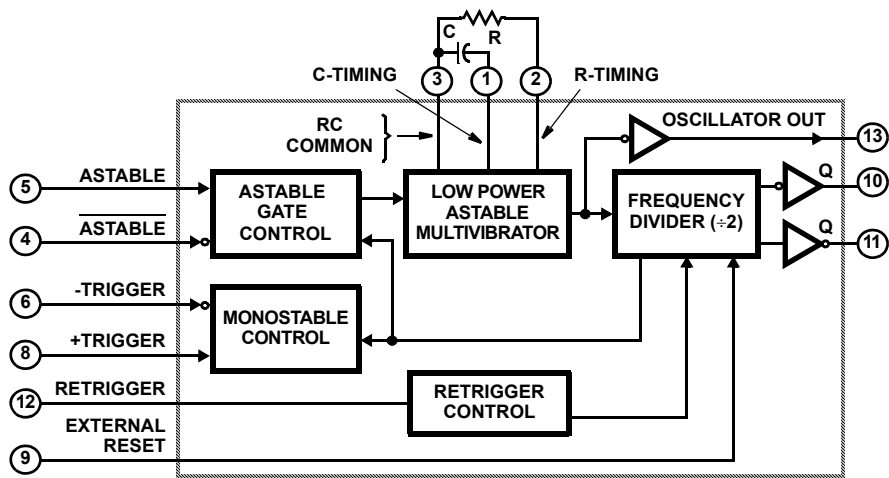 C
R
3
1
2
C-TIMING
R-TIMING
RC
COMMON
OSCILLATOR OUT
13
5
ASTABLE
ASTABLE
GATE
CONTROL
LOW POWER
ASTABLE
MULTIVIBRATOR
FREQUENCY
DIVIDER (÷2)
Q
10
4
ASTABLE
Q
11
6
-TRIGGER
MONOSTABLE
CONTROL
8
+TRIGGER
12
RETRIGGER
RETRIGGER
CONTROL
EXTERNAL
RESET
9